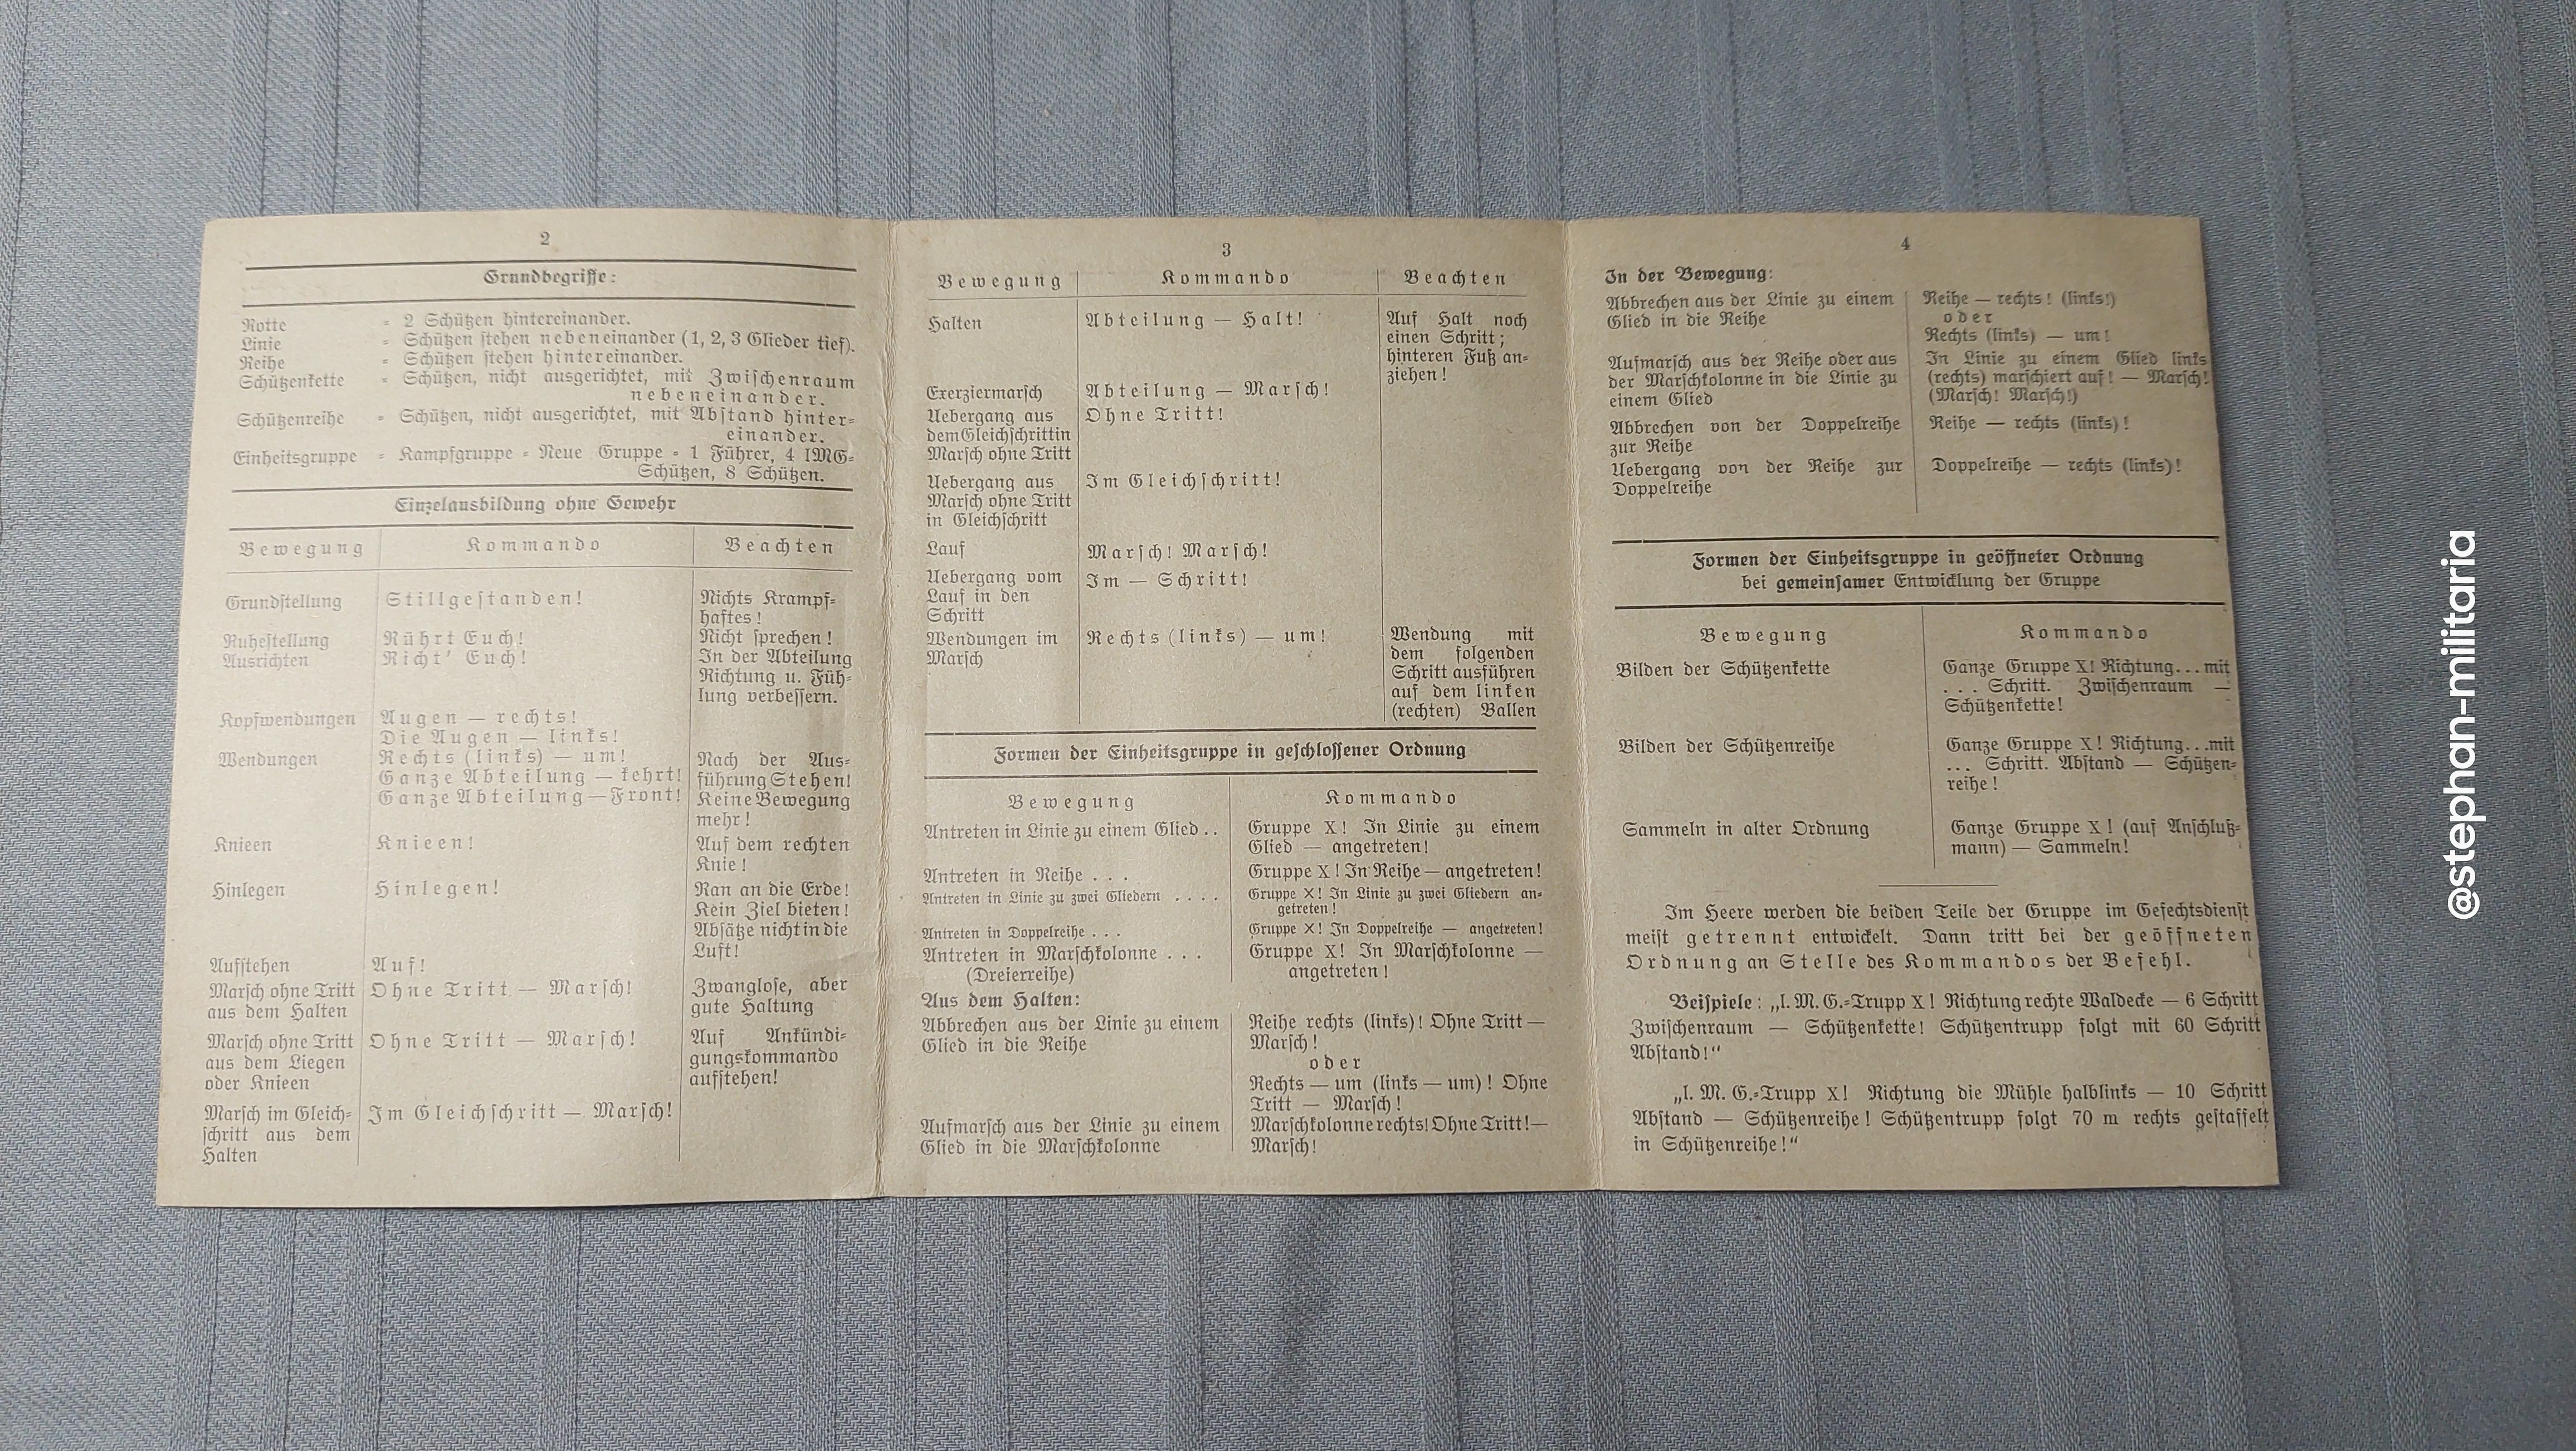 2
Grundbegriffe:
Rotte = 2 Schützen hintereinander.
Linie = Schützen stehen nebeneinander (1, 2, 3 Glieder tief).
Reihe = Schützen stehen hintereinander.
Schützenkette = Schützen, nicht ausgerichtet, mit Zwischenraum
nebeneinander.
Schützenreihe = Schützen, nicht ausgerichtet, mit Abstand hinter-
einander.
Einheitsgruppe = Kampfgruppe = Neue Gruppe = 1 Führer, 4 lMG-
Schützen, 8 Schützen.
Einzelausbildung ohne Gewehr
Bewegung Kommando Beachten
Grundstellung Stillgestanden! Nichts Krampf-
haftes!
Ruhestellung Rührt Euch! Nicht sprechen!
Ausrichten Richt' Euch! In der Abteilung
Richtung u. Füh-
lung verbessern.
Kopfwendungen Augen — rechts!
Die Augen — links!
Wendungen Rechts (links) — um! Nach der Aus-
Ganze Abteilung — kehrt! führung Stehen!
Ganze Abteilung — Front! Keine Bewegung
mehr!
Knieen Knieen! Auf dem rechten
Knie!
Hinlegen Hinlegen! Ran an die Erde!
Kein Ziel bieten!
Absätze nicht in die
Luft!
Aufstehen Auf!
Marsch ohne Tritt Ohne Tritt — Marsch! Zwanglose, aber
aus dem Halten gute Haltung
Marsch ohne Tritt Ohne Tritt — Marsch! Auf Ankündi-
aus dem Liegen gungskommando
oder Knieen aufstehen!
Marsch im Gleich- Im Gleichschritt — Marsch!
schritt aus dem
Halten
3
Bewegung Kommando Beachten
Halten Abteilung — Halt! Auf Halt noch
einen Schritt;
hinteren Fuß an-
ziehen!
Exerziermarsch Abteilung — Marsch!
Uebergang aus Ohne Tritt!
dem Gleichschritt in
Marsch ohne Tritt
Uebergang aus Im Gleichschritt!
Marsch ohne Tritt
in Gleichschritt
Lauf Marsch! Marsch!
Uebergang vom Im — Schritt!
Lauf in den
Schritt
Wendungen im Rechts (links) — um! Wendung mit
Marsch dem folgenden
Schritt ausführen
auf dem linken
(rechten) Ballen
Formen der Einheitsgruppe in geschlossener Ordnung
Bewegung Kommando
Antreten in Linie zu einem Glied . . Gruppe X! In Linie zu einem
Glied — angetreten!
Antreten in Reihe . . . Gruppe X! In Reihe — angetreten!
Antreten in Linie zu zwei Gliedern . . . . Gruppe X! In Linie zu zwei Gliedern an-
getreten!
Antreten in Doppelreihe . . . Gruppe X! In Doppelreihe — angetreten!
Antreten in Marschkolonne . . . Gruppe X! In Marschkolonne —
(Dreierreihe) angetreten!
Aus dem Halten:
Abbrechen aus der Linie zu einem Reihe rechts (links)! Ohne Tritt —
Glied in die Reihe Marsch!
oder
Rechts — um (links — um)! Ohne
Tritt — Marsch!
Aufmarsch aus der Linie zu einem Marschkolonne rechts! Ohne Tritt! —
Glied in die Marschkolonne Marsch!
4
In der Bewegung:
Abbrechen aus der Linie zu einem Reihe — rechts! (links!)
Glied in die Reihe oder
Rechts (links) — um!
Aufmarsch aus der Reihe oder aus In Linie zu einem Glied links
der Marschkolonne in die Linie zu (rechts) marschiert auf! — Marsch!
einem Glied (Marsch! Marsch!)
Abbrechen von der Doppelreihe Reihe — rechts (links)!
zur Reihe
Uebergang von der Reihe zur Doppelreihe — rechts (links)!
Doppelreihe
Formen der Einheitsgruppe in geöffneter Ordnung
bei gemeinsamer Entwicklung der Gruppe
Bewegung Kommando
Bilden der Schützenkette Ganze Gruppe X! Richtung... mit
. . . Schritt. Zwischenraum —
Schützenkette!
Bilden der Schützenreihe Ganze Gruppe X! Richtung...mit
... Schritt. Abstand — Schützen-
reihe!
Sammeln in alter Ordnung Ganze Gruppe X! (auf Anschluß-
mann) — Sammeln!
Im Heere werden die beiden Teile der Gruppe im Gefechtsdienst
meist getrennt entwickelt. Dann tritt bei der geöffneten
Ordnung an Stelle des Kommandos der Befehl.
Beispiele: „l. M. G.-Trupp X! Richtung rechte Waldecke — 6 Schritt
Zwischenraum — Schützenkette! Schützentrupp folgt mit 60 Schritt
Abstand!“
„l. M. G.-Trupp X! Richtung die Mühle halblinks — 10 Schritt
Abstand — Schützenreihe! Schützentrupp folgt 70 m rechts gestaffelt
in Schützenreihe!“
@stephan-militaria